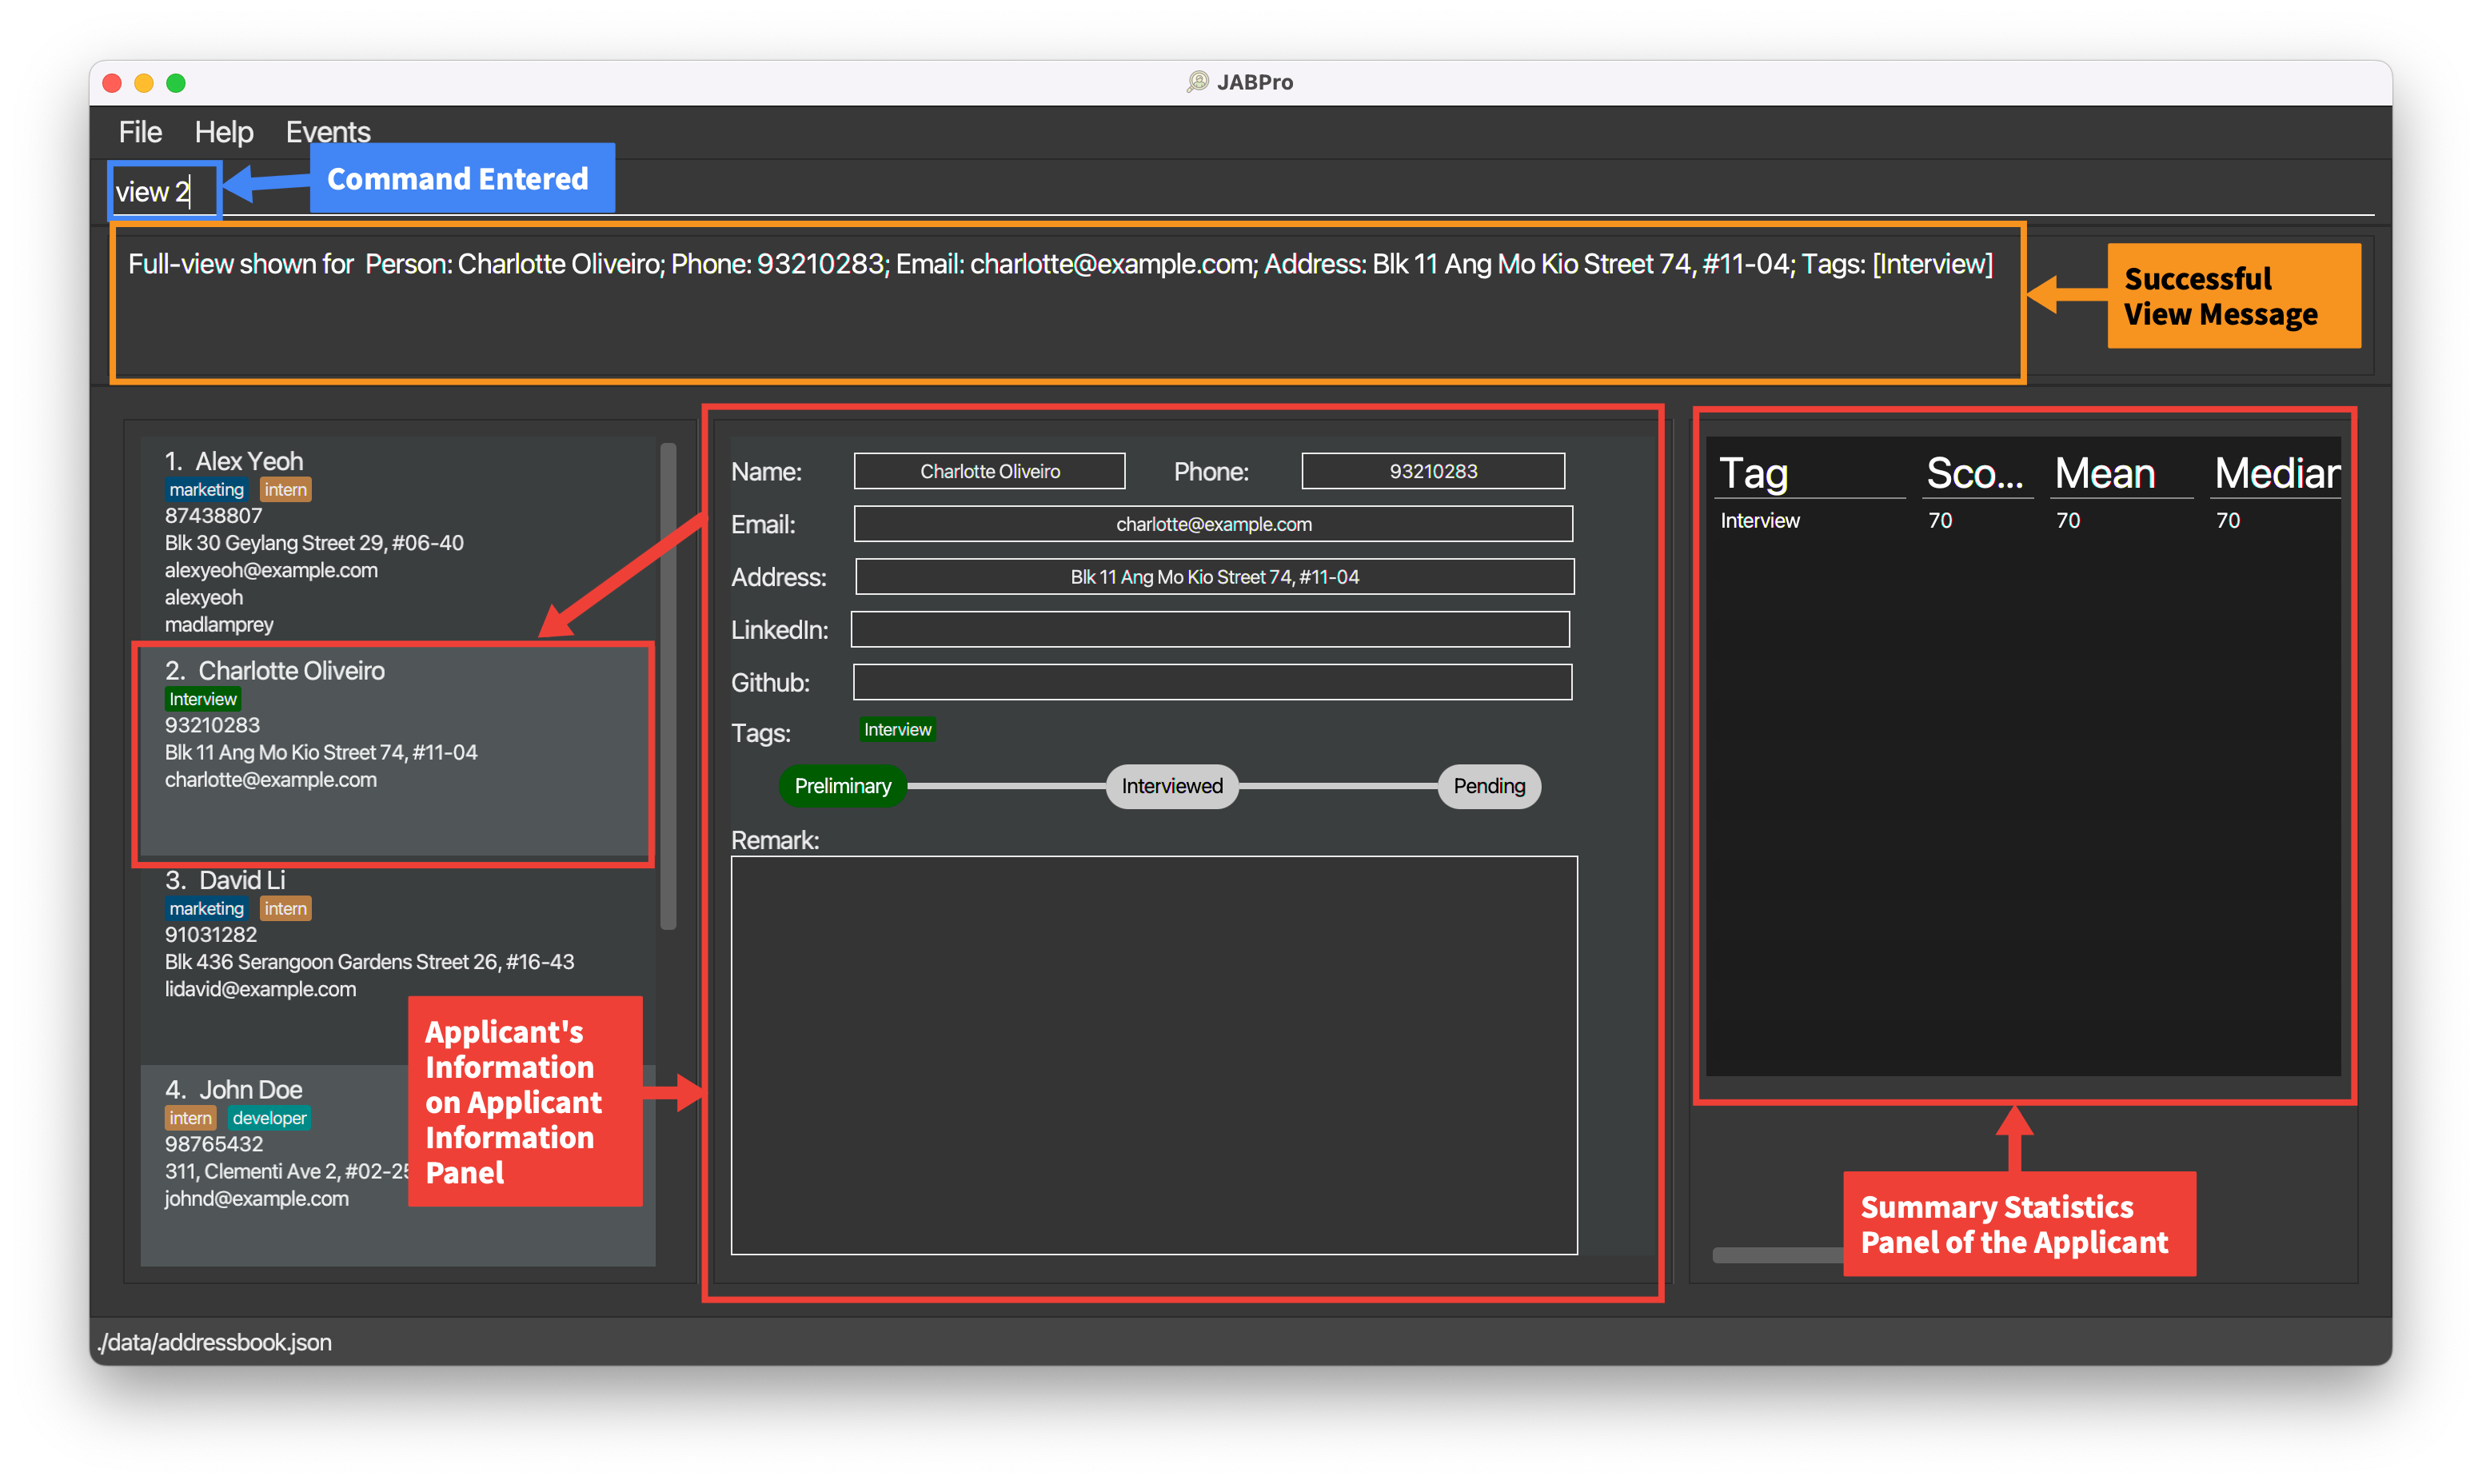 JABPro
File Help Events
view 2
Command Entered
Full-view shown for Person: Charlotte Oliveiro; Phone: 93210283; Email: charlotte@example.com; Address: Blk 11 Ang Mo Kio Street 74, #11-04; Tags: [Interview]
Successful
View Message
1. Alex Yeoh
marketing intern
87438807
Blk 30 Geylang Street 29, #06-40
alexyeoh@example.com
alexyeoh
madlamprey
2. Charlotte Oliveiro
Interview
93210283
Blk 11 Ang Mo Kio Street 74, #11-04
charlotte@example.com
3. David Li
marketing intern
91031282
Blk 436 Serangoon Gardens Street 26, #16-43
lidavid@example.com
4. John Doe
intern developer
98765432
311, Clementi Ave 2, #02-25
johnd@example.com
Applicant's
Information
on Applicant
Information
Panel
Name: Charlotte Oliveiro Phone: 93210283
Email: charlotte@example.com
Address: Blk 11 Ang Mo Kio Street 74, #11-04
LinkedIn:
Github:
Tags: Interview
Preliminary Interviewed Pending
Remark:
Tag Sco... Mean Median
Interview 70 70 70
Summary Statistics
Panel of the Applicant
./data/addressbook.json